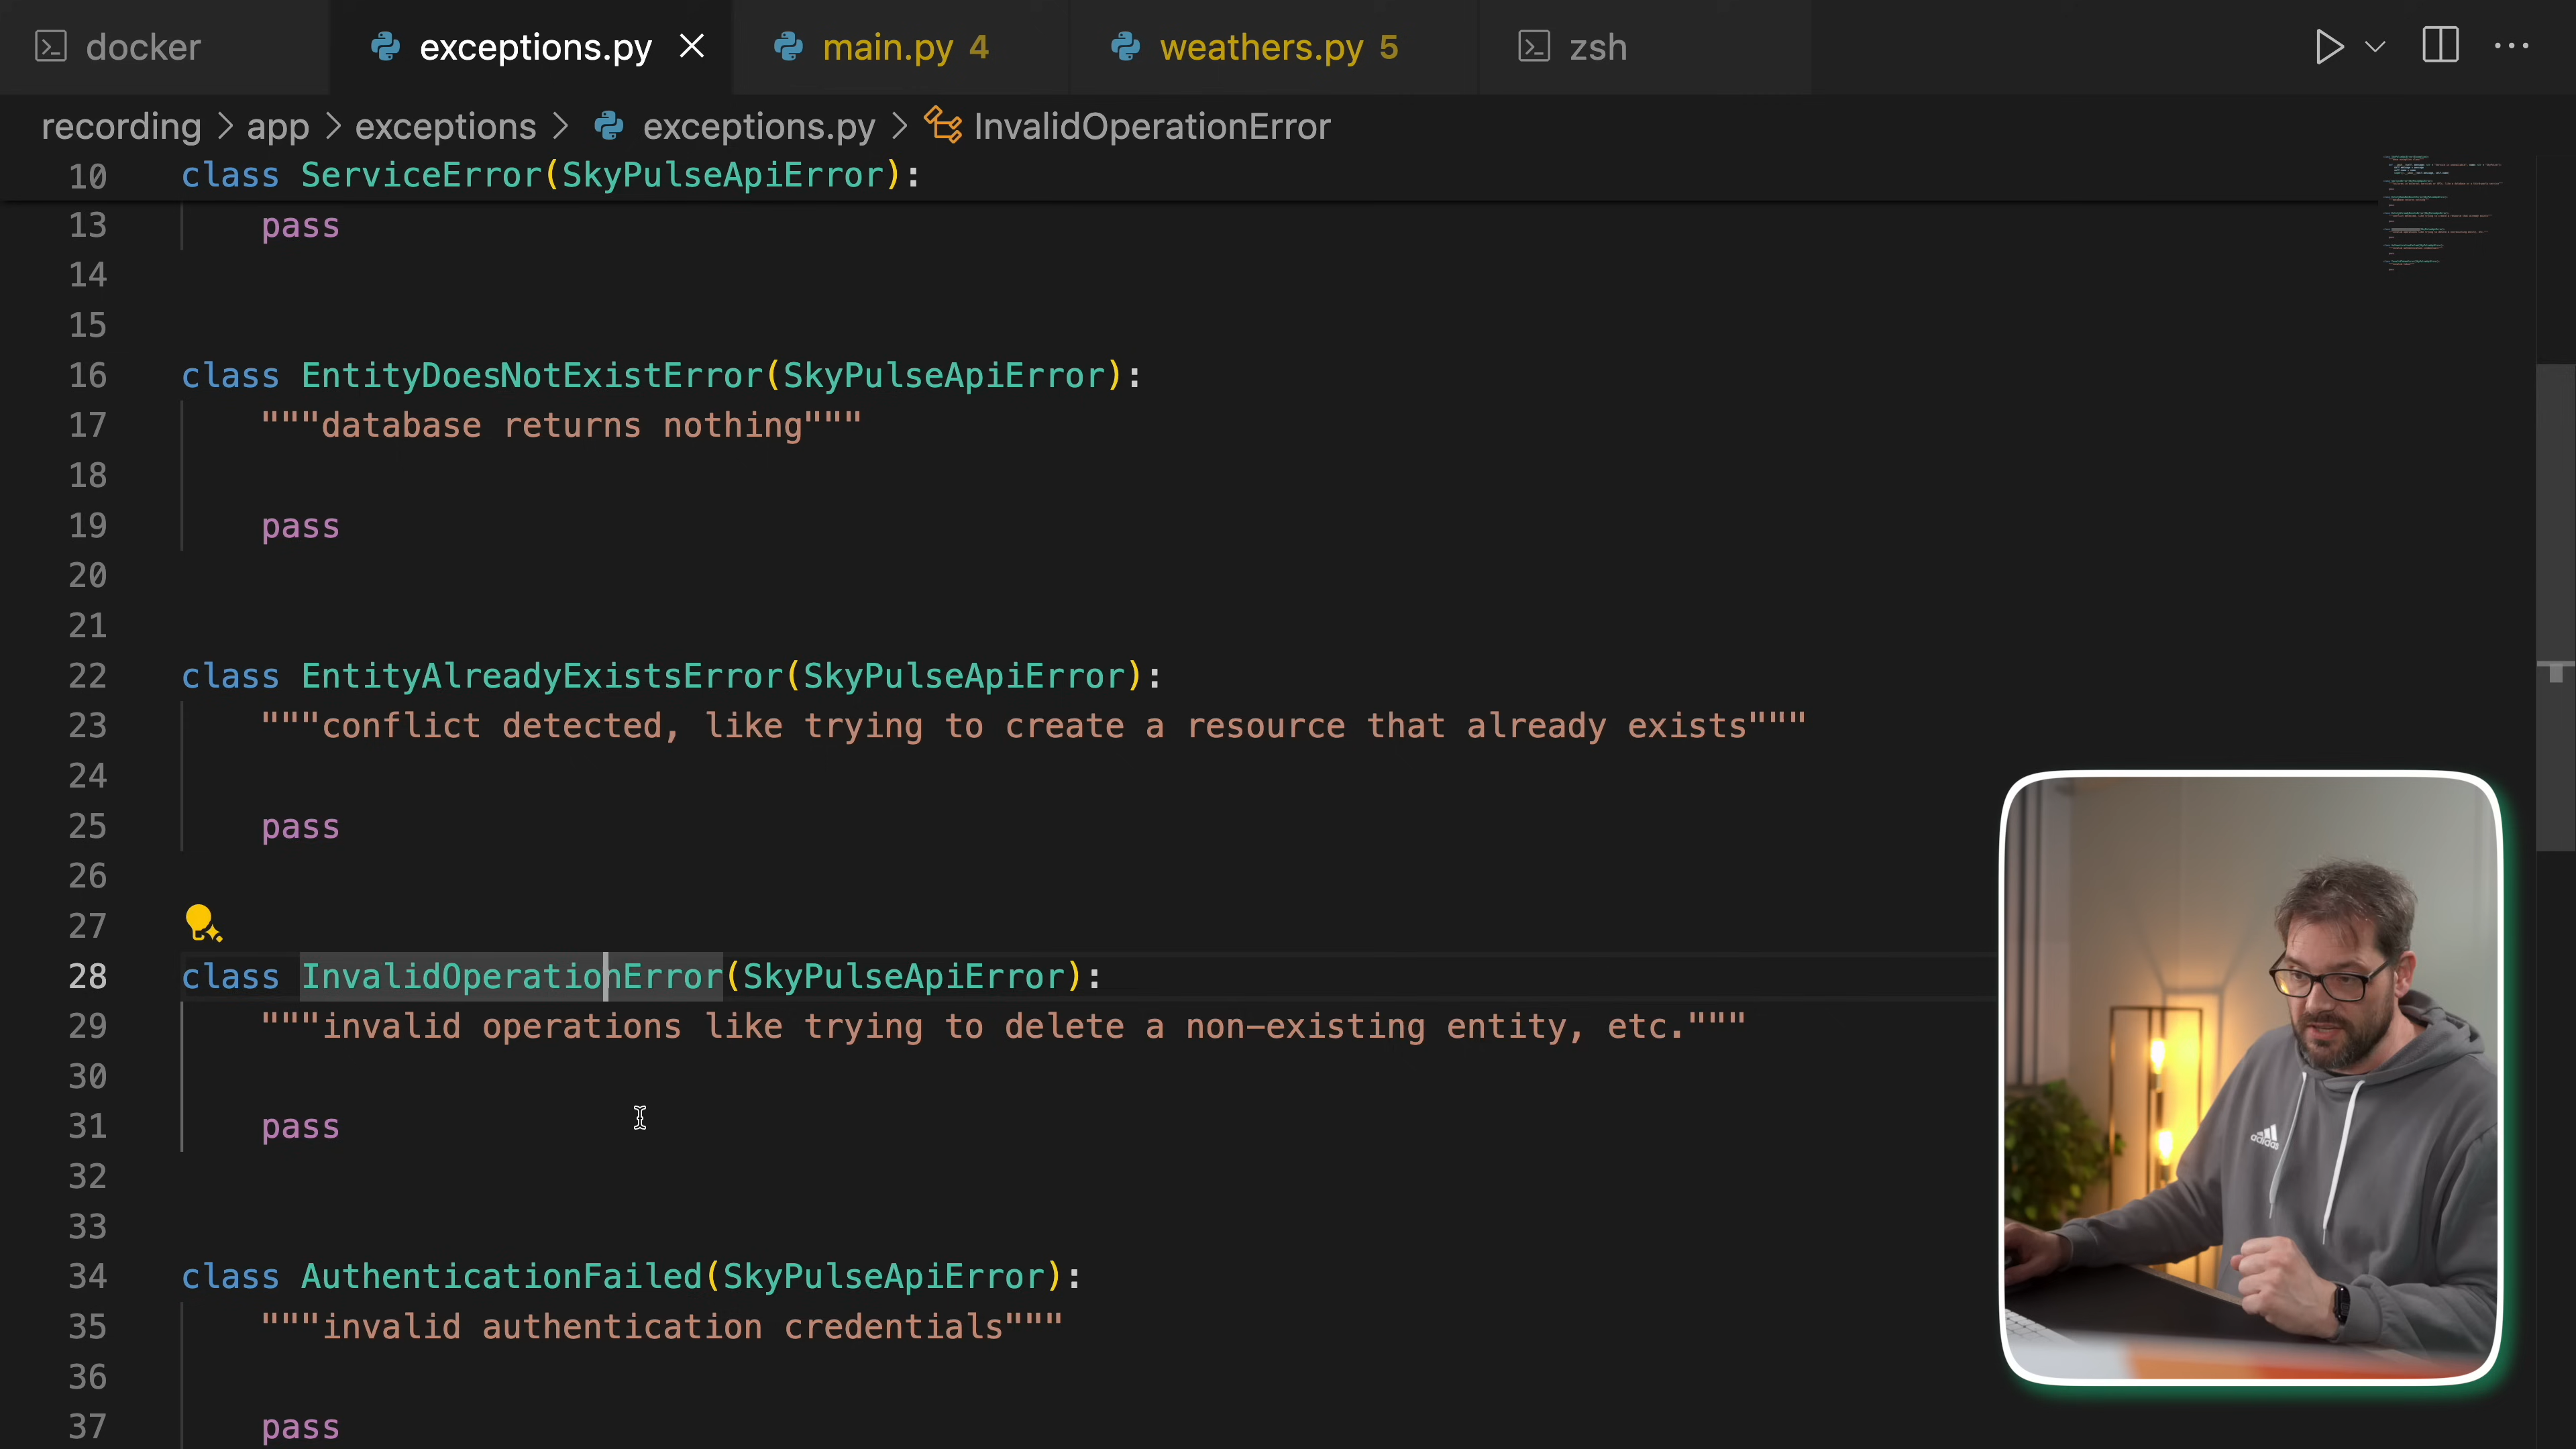 docker
exceptions.py
main.py 4
weathers.py 5
zsh
recording > app > exceptions > exceptions.py > InvalidOperationError
10 class ServiceError(SkyPulseApiError):
13 pass
14
15
16 class EntityDoesNotExistError(SkyPulseApiError):
17 """database returns nothing"""
18
19 pass
20
21
22 class EntityAlreadyExistsError(SkyPulseApiError):
23 """conflict detected, like trying to create a resource that already exists"""
24
25 pass
26
27
28 class InvalidOperationError(SkyPulseApiError):
29 """invalid operations like trying to delete a non-existing entity, etc."""
30
31 pass
32
33
34 class AuthenticationFailed(SkyPulseApiError):
35 """invalid authentication credentials"""
36
37 pass
adidas